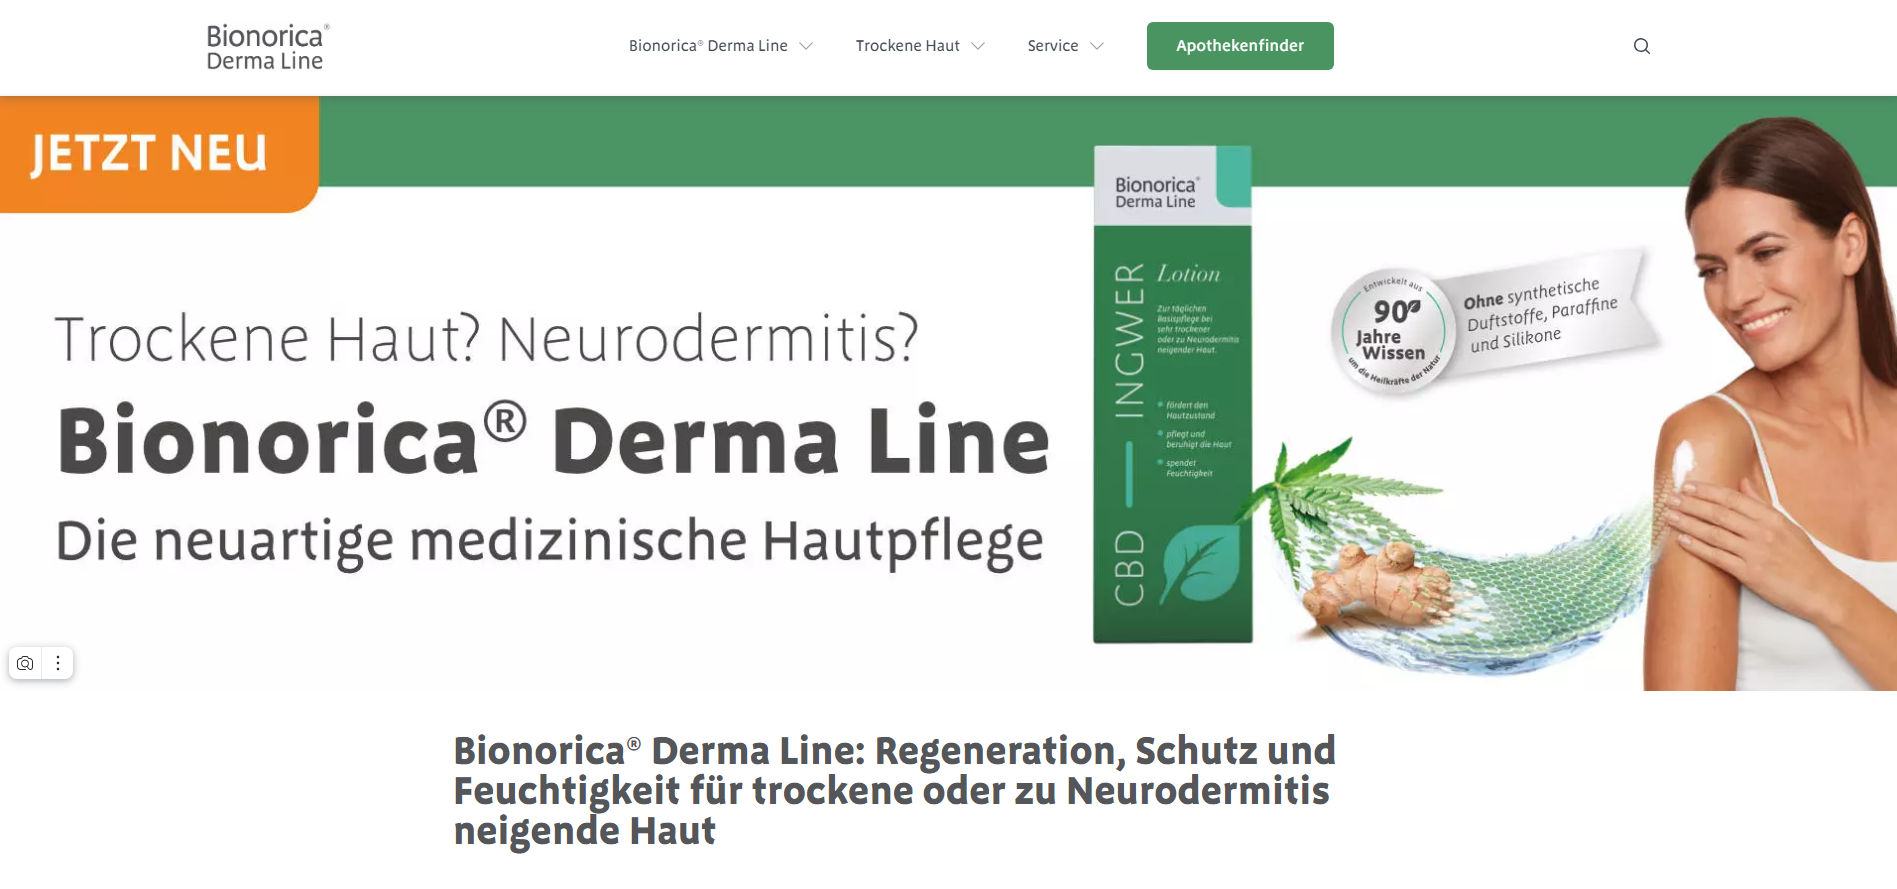 Bionorica®
Derma Line
Bionorica® Derma Line
Trockene Haut
Service
Apothekenfinder
JETZT NEU
Trockene Haut? Neurodermitis?
Bionorica® Derma Line
Die neuartige medizinische Hautpflege
Bionorica®
Derma Line
CBD | INGWER
Lotion
Zur täglichen
Basispflege bei
sehr trockener
oder zu Neurodermitis
neigender Haut.
fördert den
Hautzustand
pflegt und
beruhigt die Haut
spendet
Feuchtigkeit
Entwickelt aus
90
Jahre
Wissen
um die Heilkräfte der Natur
Ohne synthetische
Duftstoffe, Paraffine
und Silikone
Bionorica® Derma Line: Regeneration, Schutz und
Feuchtigkeit für trockene oder zu Neurodermitis
neigende Haut